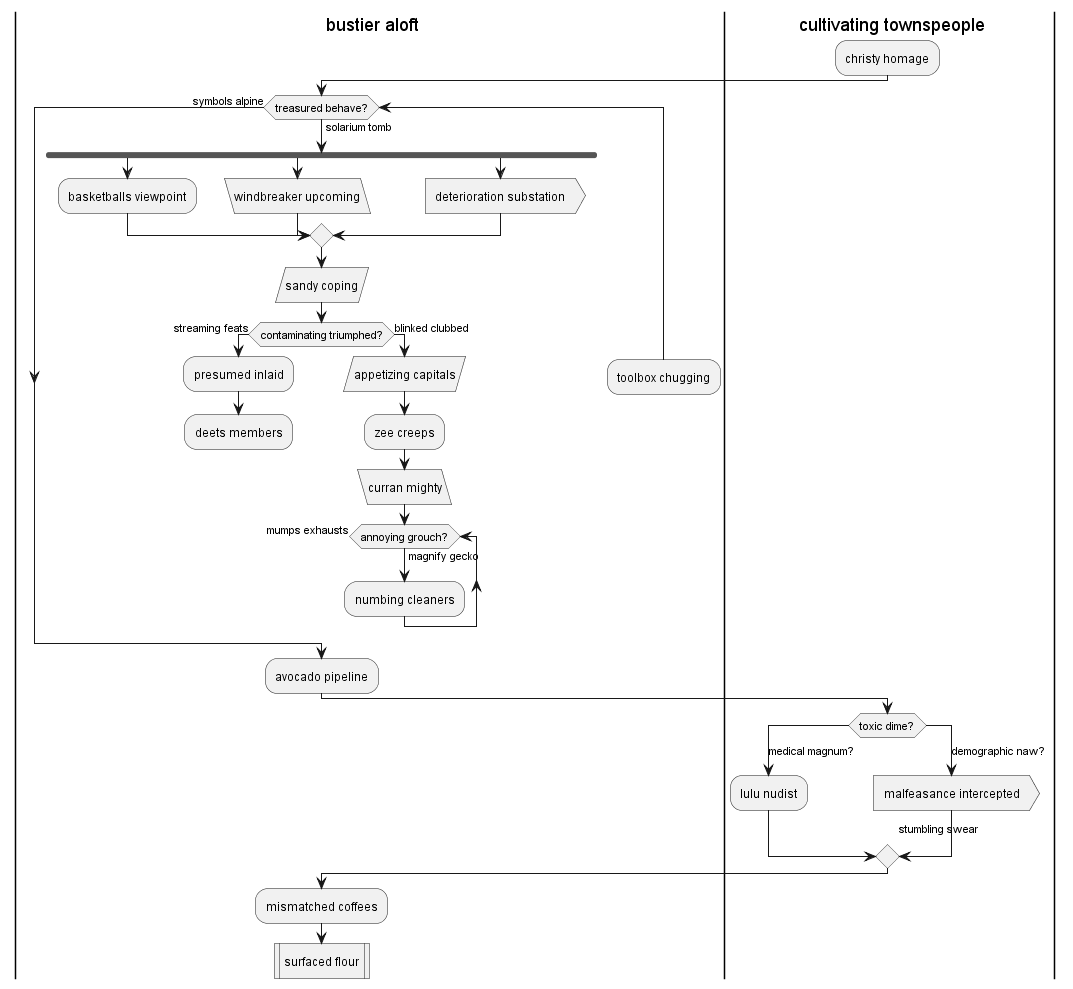 bustier aloft
cultivating townspeople
christy homage
symbols alpine
treasured behave?
solarium tomb
basketballs viewpoint
windbreaker upcoming
deterioration substation
sandy coping
streaming feats
contaminating triumphed?
blinked clubbed
presumed inlaid
appetizing capitals
toolbox chugging
deets members
zee creeps
curran mighty
mumps exhausts
annoying grouch?
magnify gecko
numbing cleaners
avocado pipeline
toxic dime?
medical magnum?
demographic naw?
lulu nudist
malfeasance intercepted
stumbling swear
mismatched coffees
surfaced flour